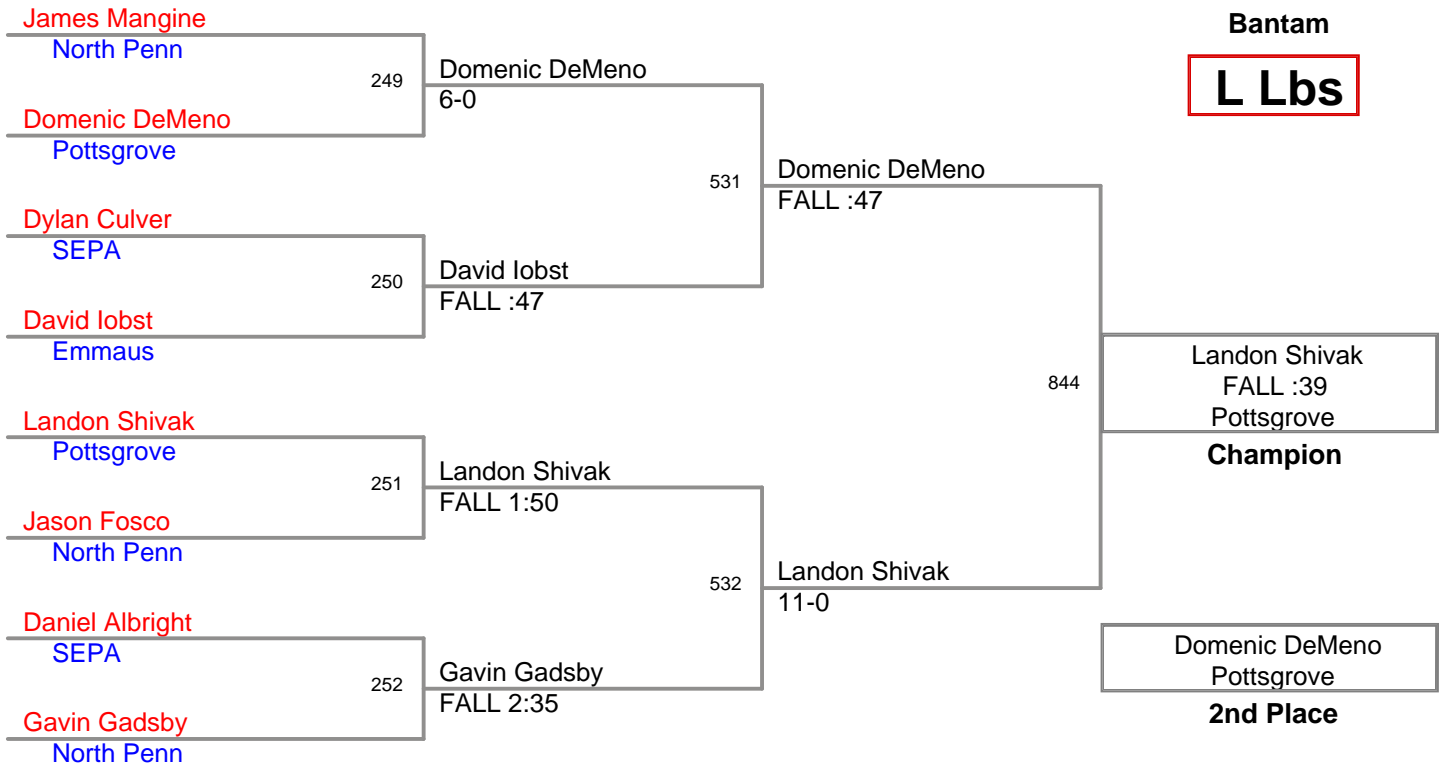 James Mangine
North Penn
249
Domenic DeMeno
Pottsgrove
Domenic DeMeno
6-0
Dylan Culver
SEPA
250
David Iobst
Emmaus
David Iobst
FALL :47
531
Domenic DeMeno
FALL :47
Landon Shivak
Pottsgrove
251
Jason Fosco
North Penn
Landon Shivak
FALL 1:50
Daniel Albright
SEPA
252
Gavin Gadsby
North Penn
Gavin Gadsby
FALL 2:35
532
Landon Shivak
11-0
844
Bantam
L Lbs
Landon Shivak
FALL :39
Pottsgrove
Champion
Domenic DeMeno
Pottsgrove
2nd Place